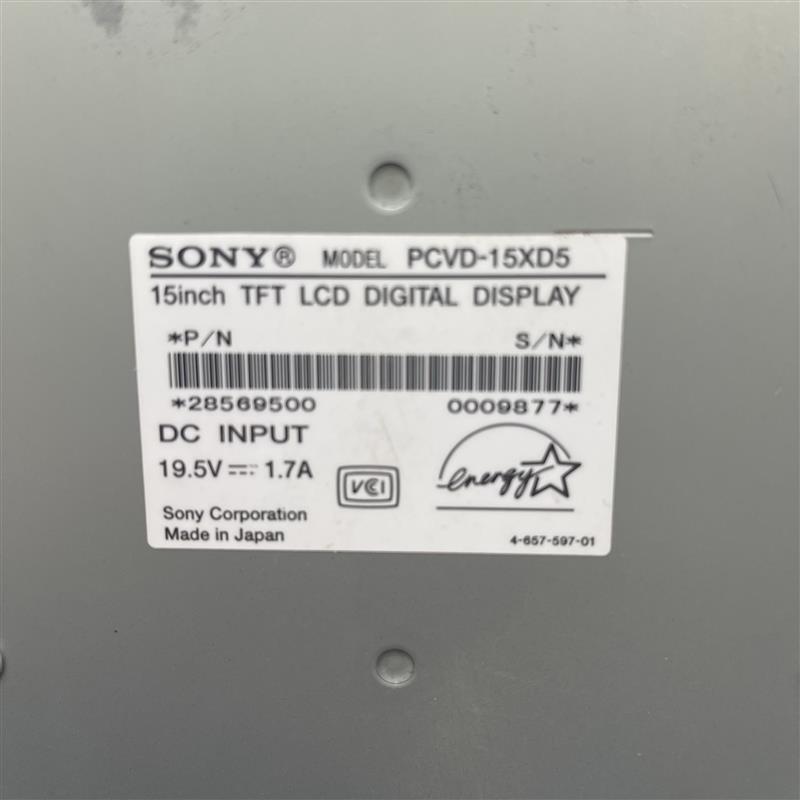 SONY® MODEL PCVD-15XD5
15inch TFT LCD DIGITAL DISPLAY
*P/N S/N*
*28569500 0009877*
DC INPUT
19.5V ⎓ 1.7A
VCCI
energy
Sony Corporation
Made in Japan
4-657-597-01